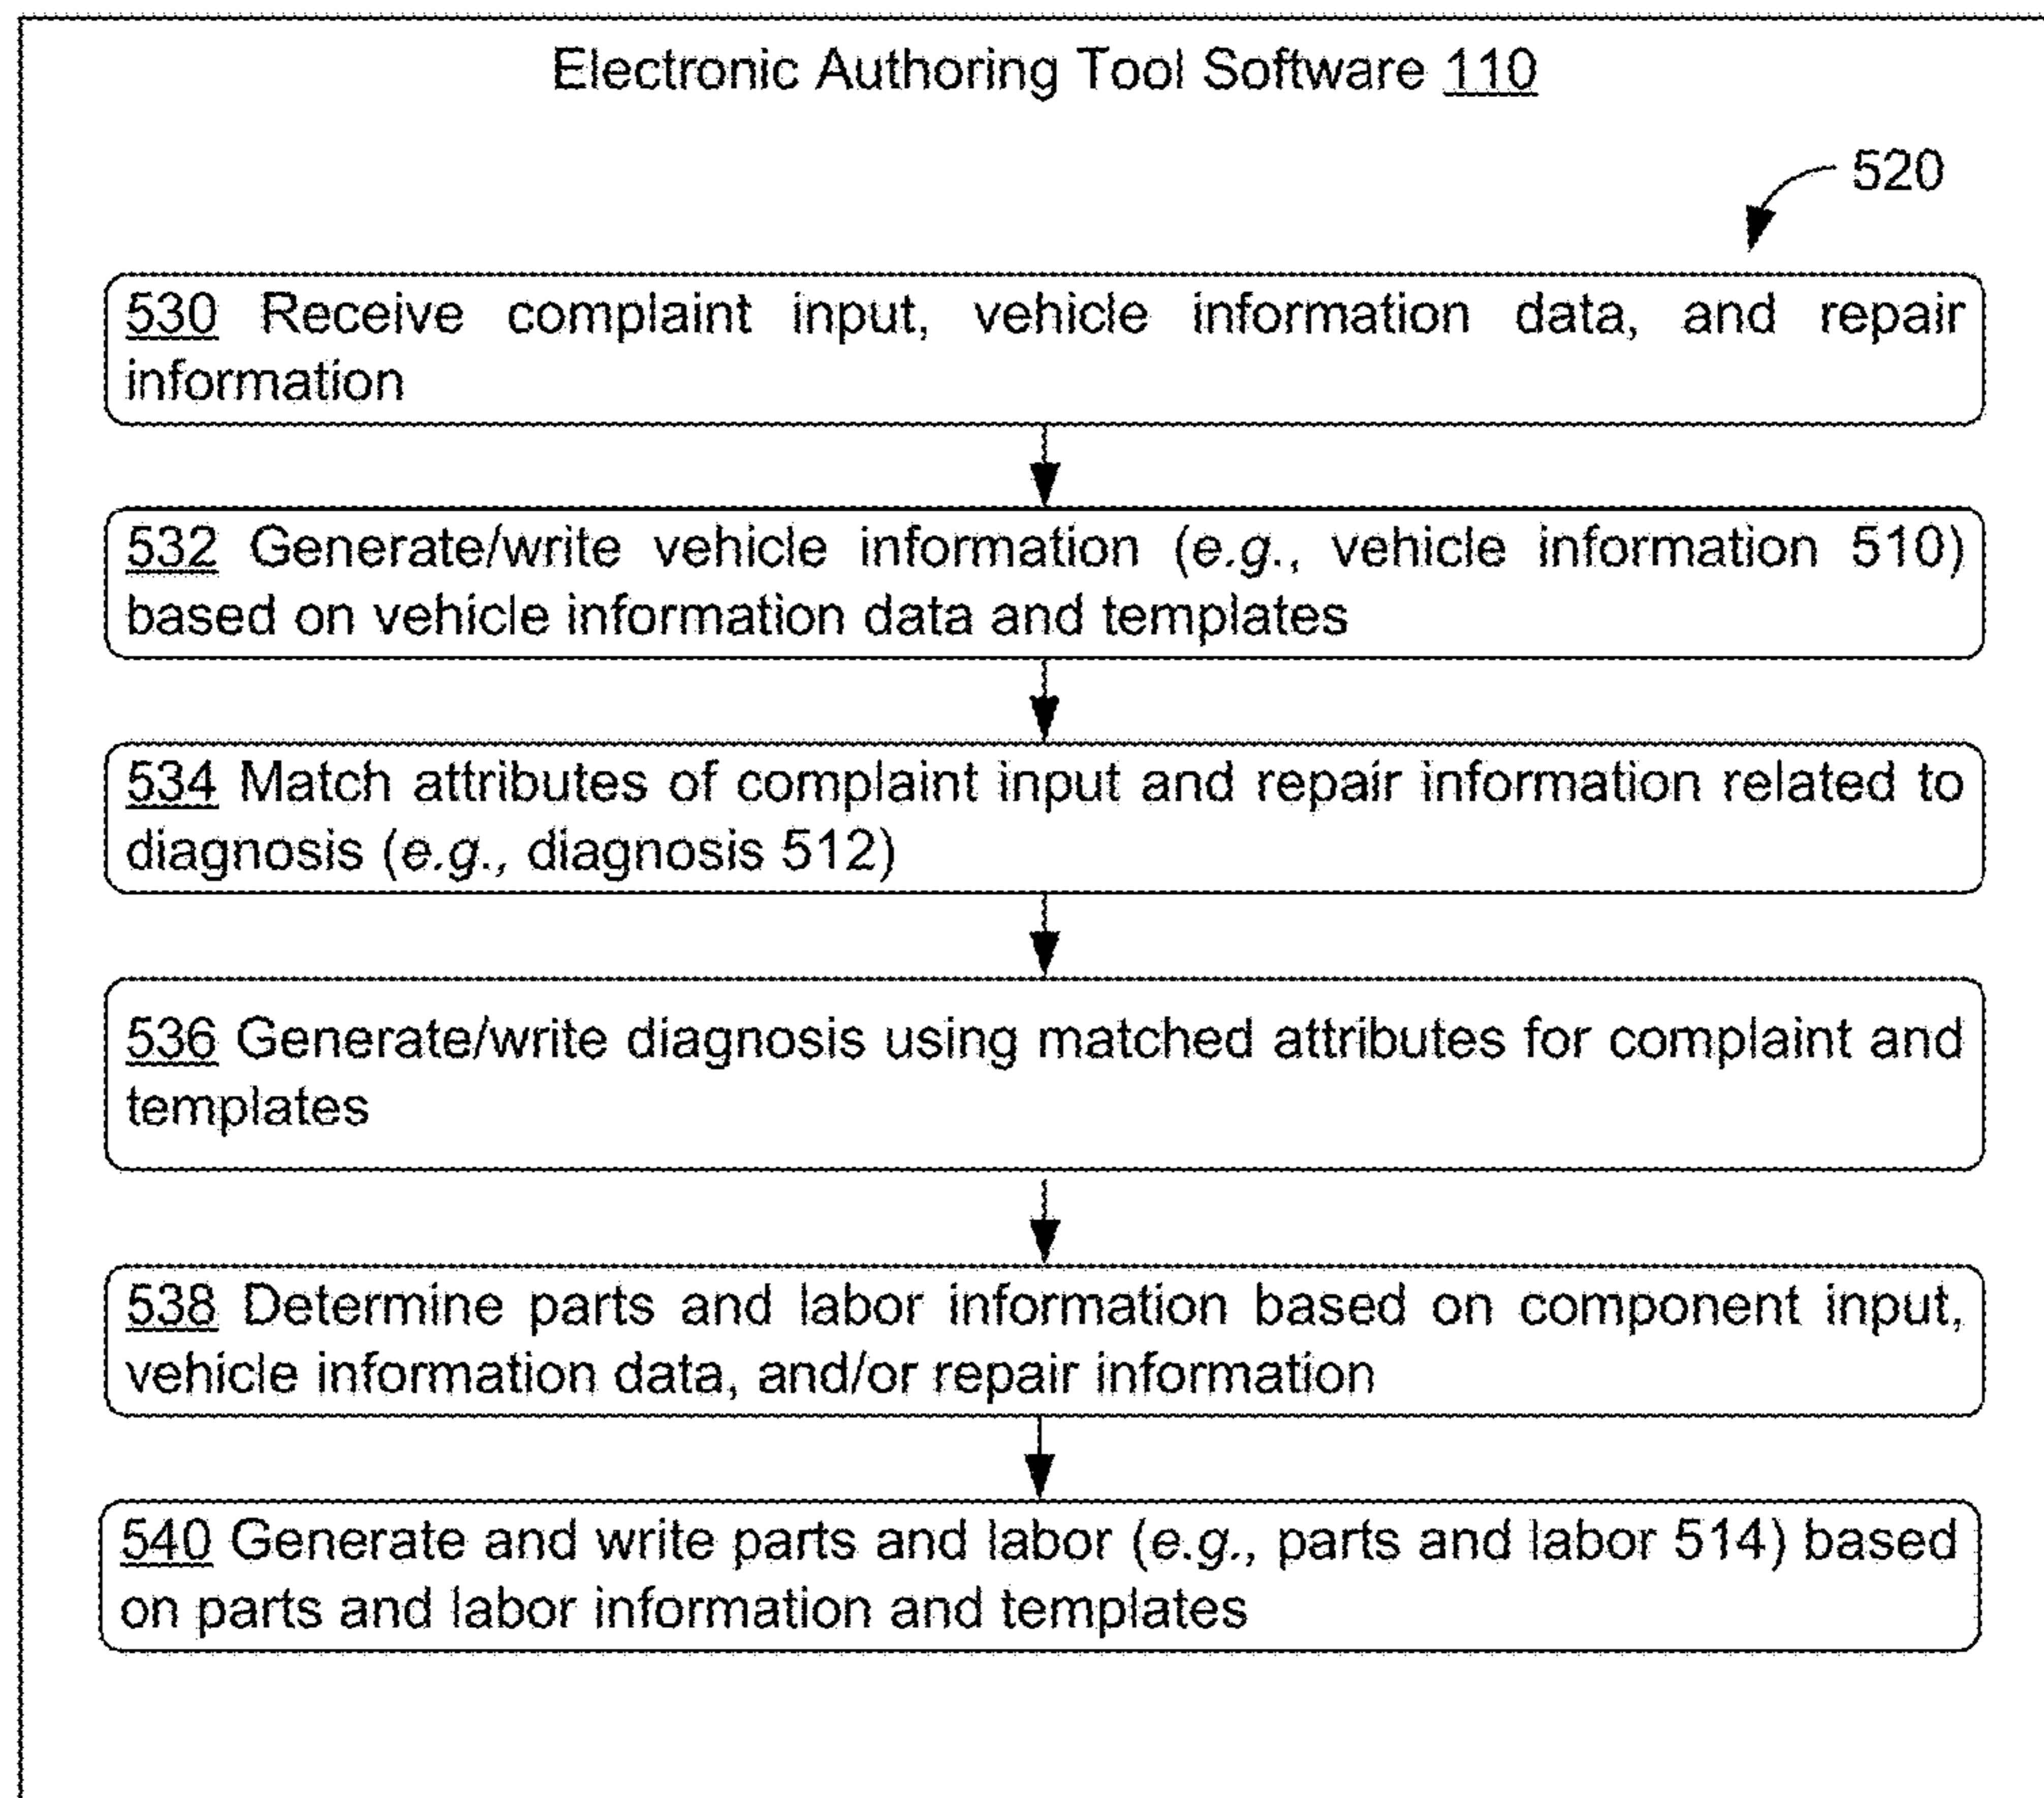 Electronic Authoring Tool Software 110
520
530 Receive complaint input, vehicle information data, and repair
information
532 Generate/write vehicle information (e.g., vehicle information 510)
based on vehicle information data and templates
534 Match attributes of complaint input and repair information related to
diagnosis (e.g., diagnosis 512)
536 Generate/write diagnosis using matched attributes for complaint and
templates
538 Determine parts and labor information based on component input,
vehicle information data, and/or repair information
540 Generate and write parts and labor (e.g., parts and labor 514) based
on parts and labor information and templates